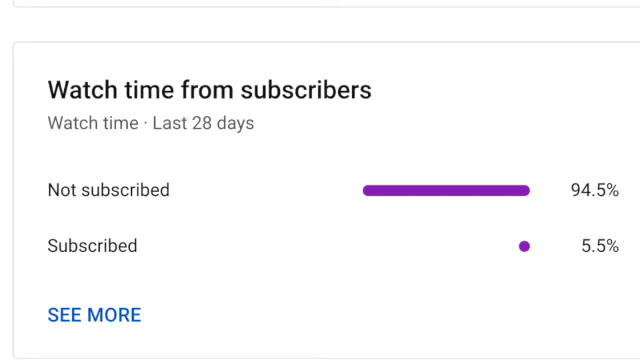 Watch time from subscribers
Watch time · Last 28 days
Not subscribed 94.5%
Subscribed 5.5%
SEE MORE